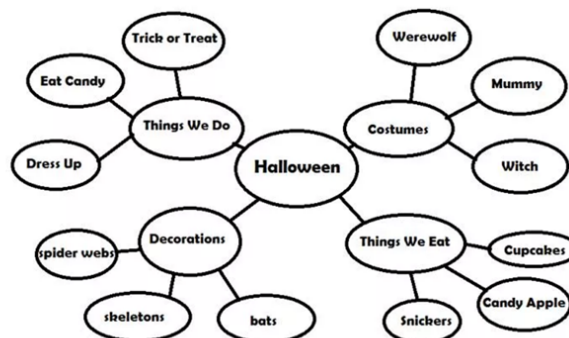 Trick or Treat
Eat Candy
Things We Do
Dress Up
Halloween
Werewolf
Costumes
Mummy
Witch
Decorations
spider webs
skeletons
bats
Things We Eat
Cupcakes
Candy Apple
Snickers